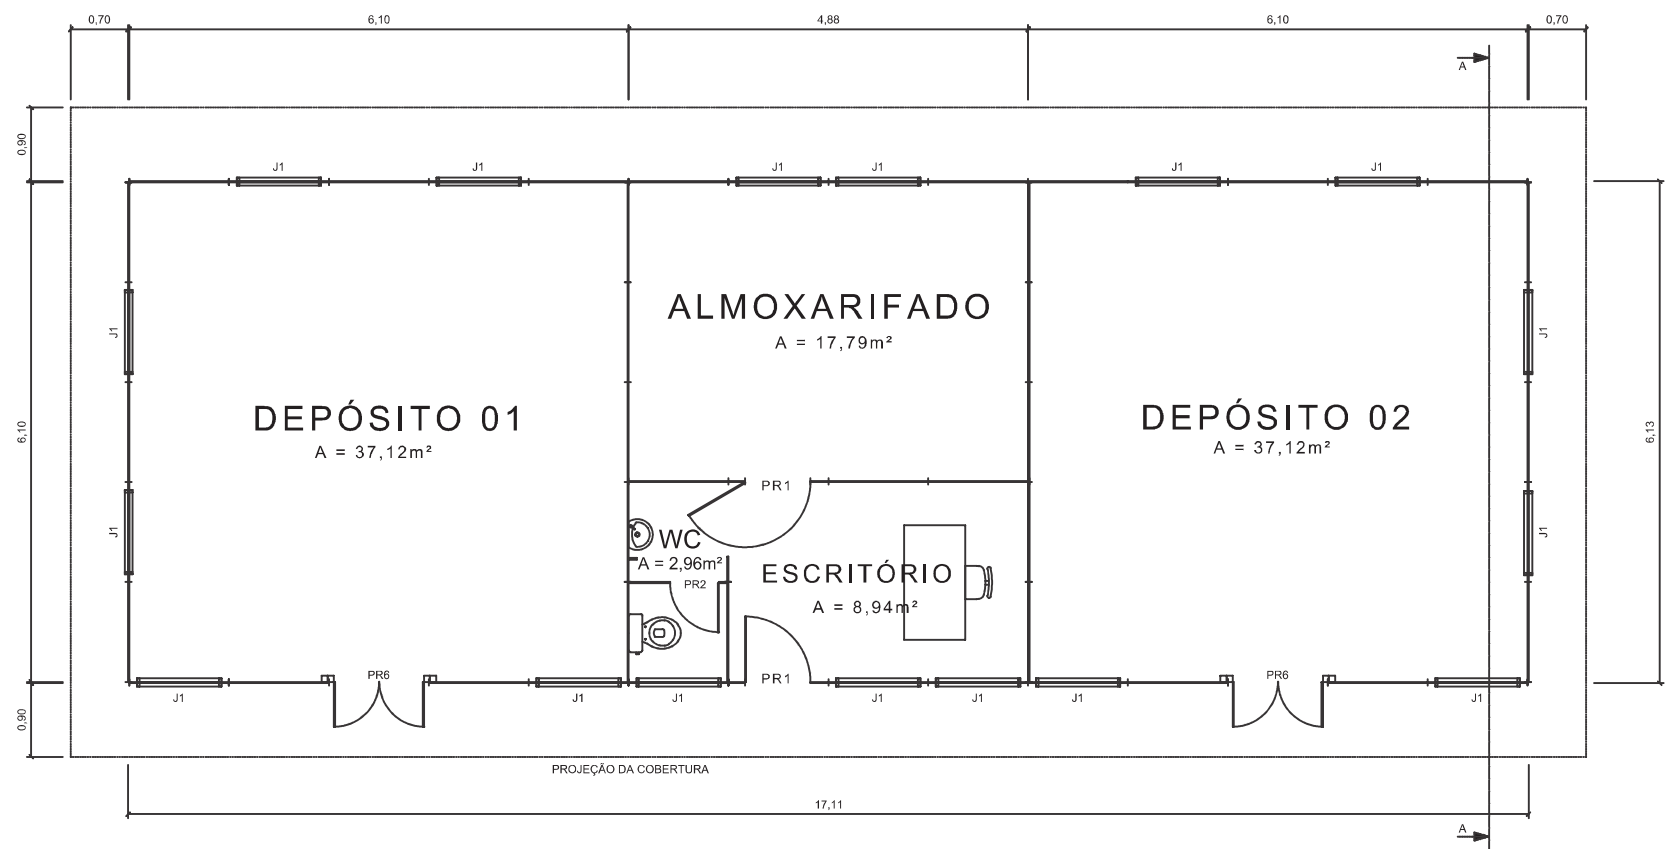 0,70 6,10 4,88 6,10 0,70
A
0,90
J1 J1 J1 J1 J1 J1
ALMOXARIFADO
A = 17,79m²
J1 J1
DEPÓSITO 01
A = 37,12m²
DEPÓSITO 02
A = 37,12m²
6,10
6,13
PR1
J1
WC
A = 2,96m²
PR2
ESCRITÓRIO
A = 8,94m²
J1
PR6 PR1 PR6
J1 J1 J1 J1 J1 J1 J1
0,90
PROJEÇÃO DA COBERTURA
17,11
A